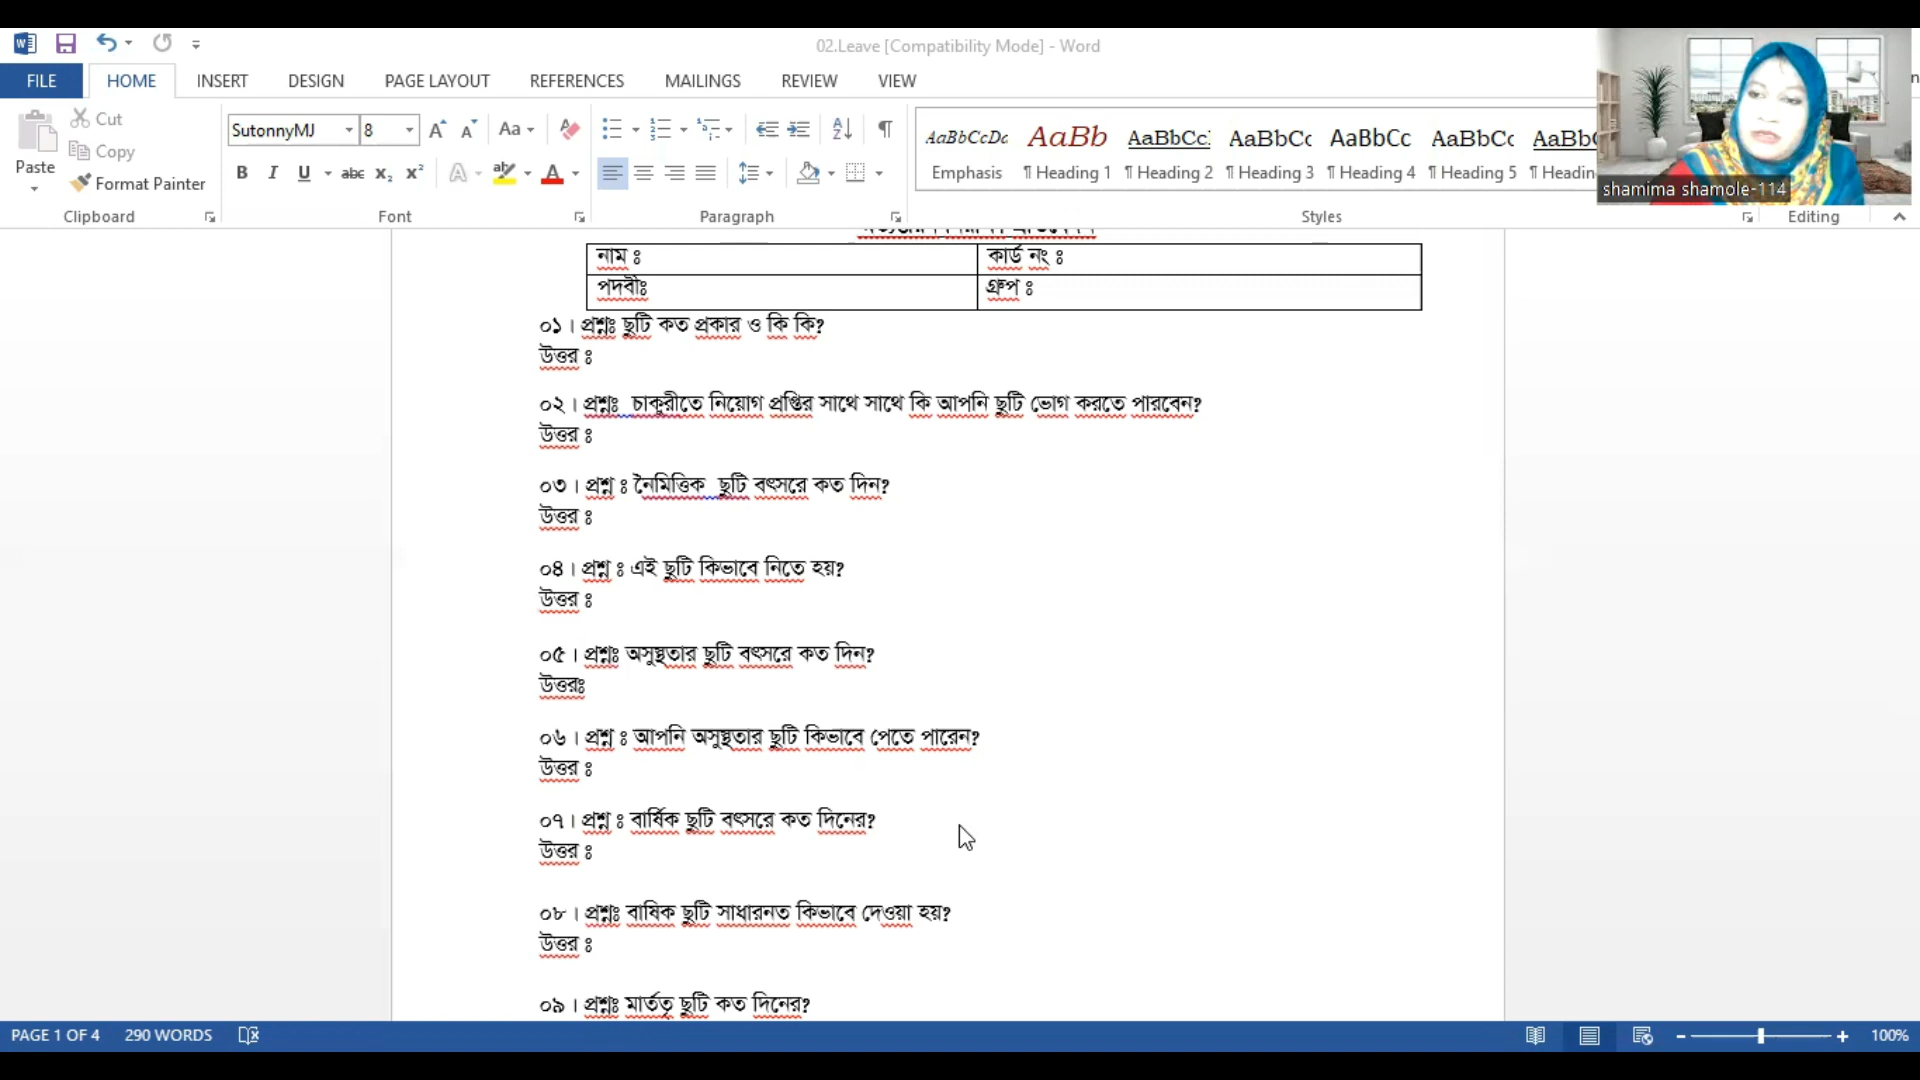 02.Leave [Compatibility Mode] - Word
FILE HOME INSERT DESIGN PAGE LAYOUT REFERENCES MAILINGS REVIEW VIEW
Cut
Copy
Format Painter
Paste
SutonnyMJ 8
AaBbCcDc AaBb AaBbCc AaBbCc AaBbCc AaBbCc AaBb
Emphasis ¶ Heading 1 ¶ Heading 2 ¶ Heading 3 ¶ Heading 4 ¶ Heading 5 ¶ Headin
shamima shamole-114
Clipboard Font Paragraph Styles Editing
নাম ঃ কার্ড নং ঃ
পদবীঃ গ্রুপ ঃ
০১। প্রশ্নঃ ছুটি কত প্রকার ও কি কি?
উত্তর ঃ
০২। প্রশ্নঃ চাকুরীতে নিয়োগ প্রপ্তির সাথে সাথে কি আপনি ছুটি ভোগ করতে পারবেন?
উত্তর ঃ
০৩। প্রশ্ন ঃ নৈমিত্তিক ছুটি বৎসরে কত দিন?
উত্তর ঃ
০৪। প্রশ্ন ঃ এই ছুটি কিভাবে নিতে হয়?
উত্তর ঃ
০৫। প্রশ্নঃ অসুস্থতার ছুটি বৎসরে কত দিন?
উত্তরঃ
০৬। প্রশ্ন ঃ আপনি অসুস্থতার ছুটি কিভাবে পেতে পারেন?
উত্তর ঃ
০৭। প্রশ্ন ঃ বার্ষিক ছুটি বৎসরে কত দিনের?
উত্তর ঃ
০৮। প্রশ্নঃ বাষিক ছুটি সাধারনত কিভাবে দেওয়া হয়?
উত্তর ঃ
০৯। প্রশ্নঃ মার্তত্ব ছুটি কত দিনের?
PAGE 1 OF 4 290 WORDS 100%